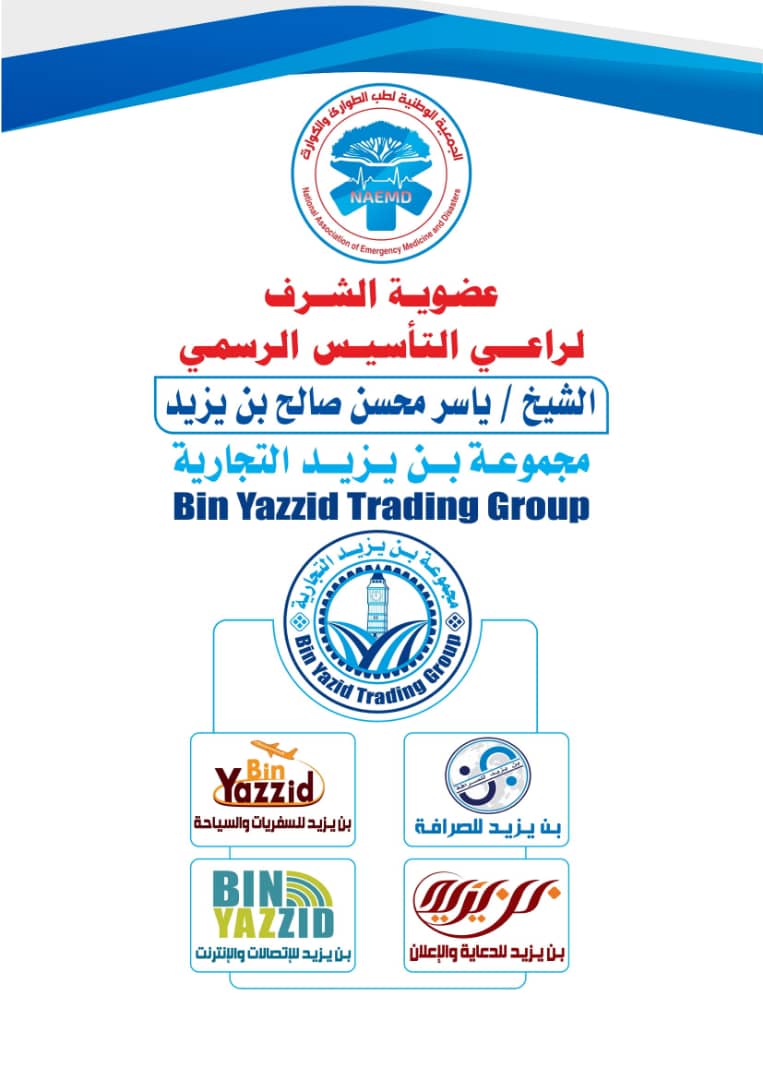 الجمعية الوطنية لطب الطوارئ والكوارث
NAEMD
National Association of Emergency Medicine and Disasters
عضوية الشرف
لراعي التأسيس الرسمي
الشيخ / ياسر محسن صالح بن يزيد
مجموعة بن يزيد التجارية
Bin Yazzid Trading Group
مجموعة بن يزيد التجارية
Bin Yazid Trading Group
Bin
Yazzid
بن يزيد للسفريات والسياحة
بن يزيد للصرافة
بن يزيد للصرافة
BIN
YAZZID
بن يزيد للإتصالات والإنترنت
بن يزيد
بن يزيد للدعاية والإعلان